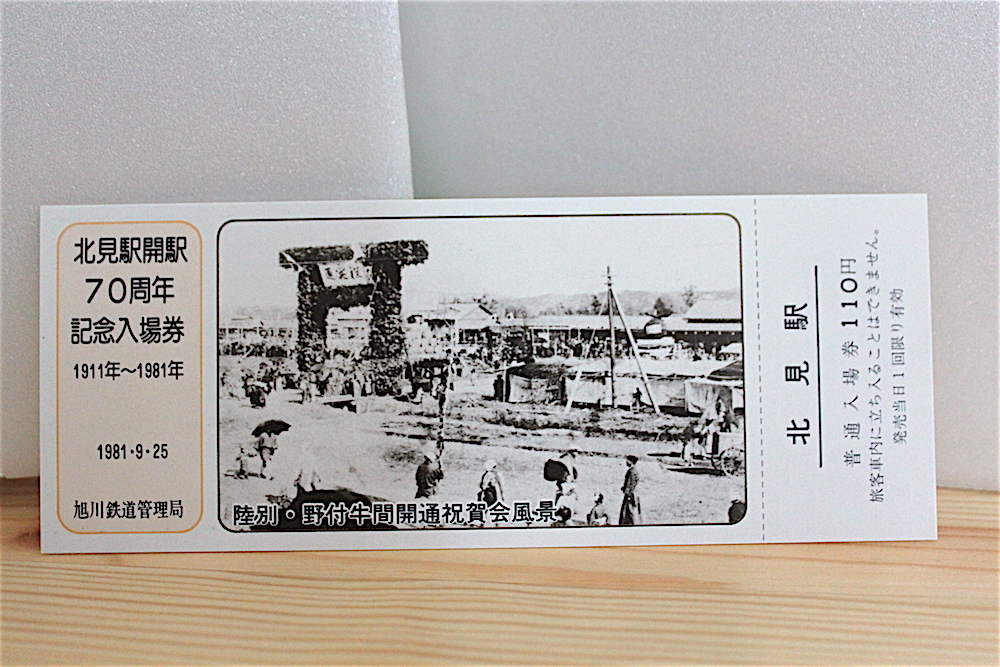 北見駅開駅
70周年
記念入場券
1911年〜1981年
1981・9・25
旭川鉄道管理局
陸別・野付牛間開通祝賀会風景
北見駅
普通入場券110円
旅客車内に立ち入ることはできません。
発売当日1回限り有効